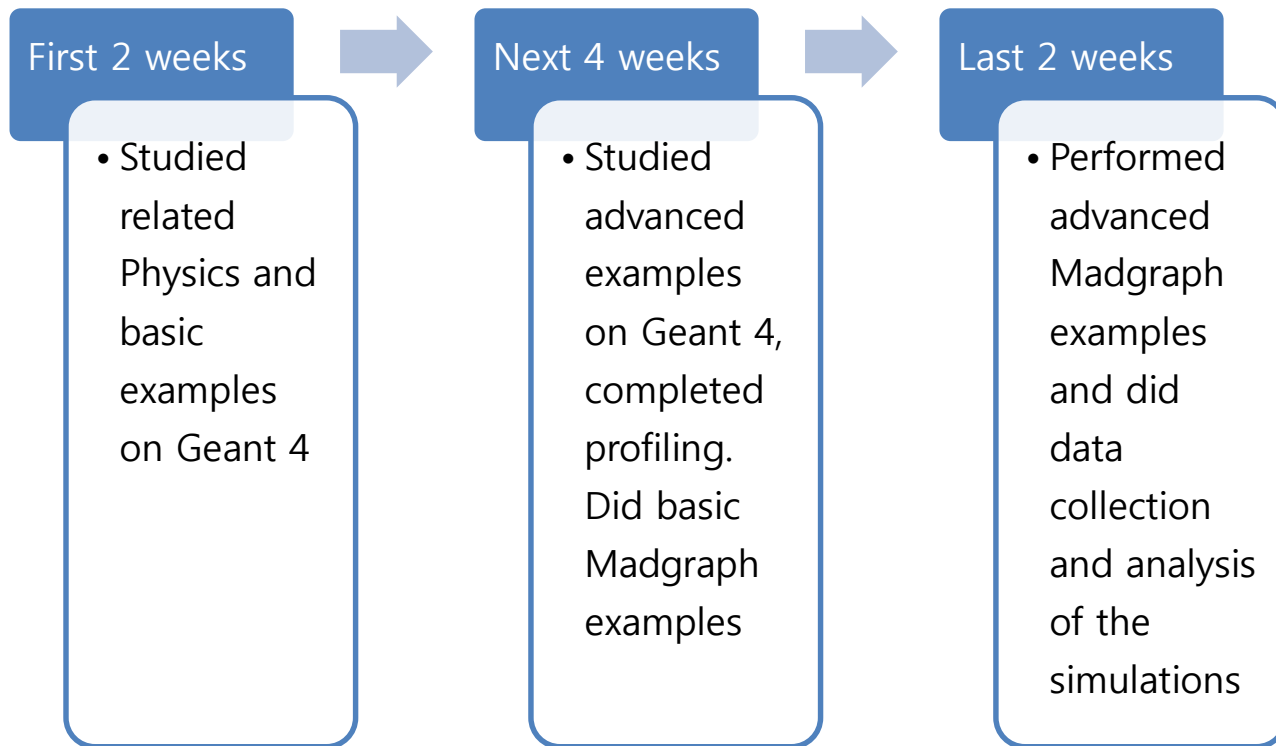 First 2 weeks
• Studied
related
Physics and
basic
examples
on Geant 4
Next 4 weeks
• Studied
advanced
examples
on Geant 4,
completed
profiling.
Did basic
Madgraph
examples
Last 2 weeks
• Performed
advanced
Madgraph
examples
and did
data
collection
and analysis
of the
simulations